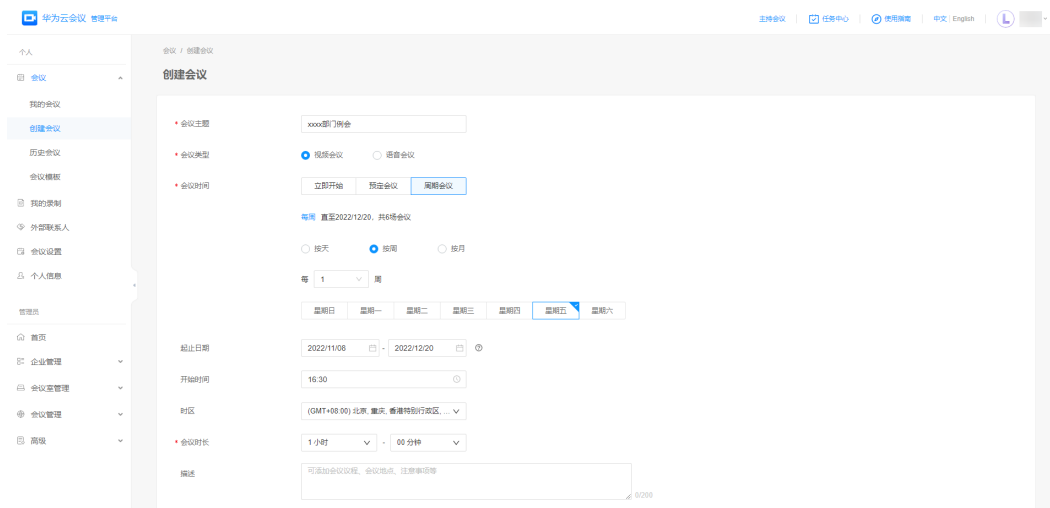 华为云会议 管理平台
主持会议 任务中心 使用指南 中文 | English
个人
会议
我的会议
创建会议
历史会议
会议模板
我的录制
外部联系人
会议设置
个人信息
管理员
首页
企业管理
会议室管理
会议管理
高级
会议 / 创建会议
创建会议
* 会议主题 xxxx部门例会
* 会议类型 视频会议 语音会议
* 会议时间 立即开始 预定会议 周期会议
每周 直至2022/12/20，共6场会议
按天 按周 按月
每 1 周
星期日 星期一 星期二 星期三 星期四 星期五 星期六
起止日期 2022/11/08 - 2022/12/20
开始时间 16:30
时区 (GMT+08:00) 北京, 重庆, 香港特别行政区, ...
* 会议时长 1 小时 - 00 分钟
描述 可添加会议议程、会议地点、注意事项等
0/200